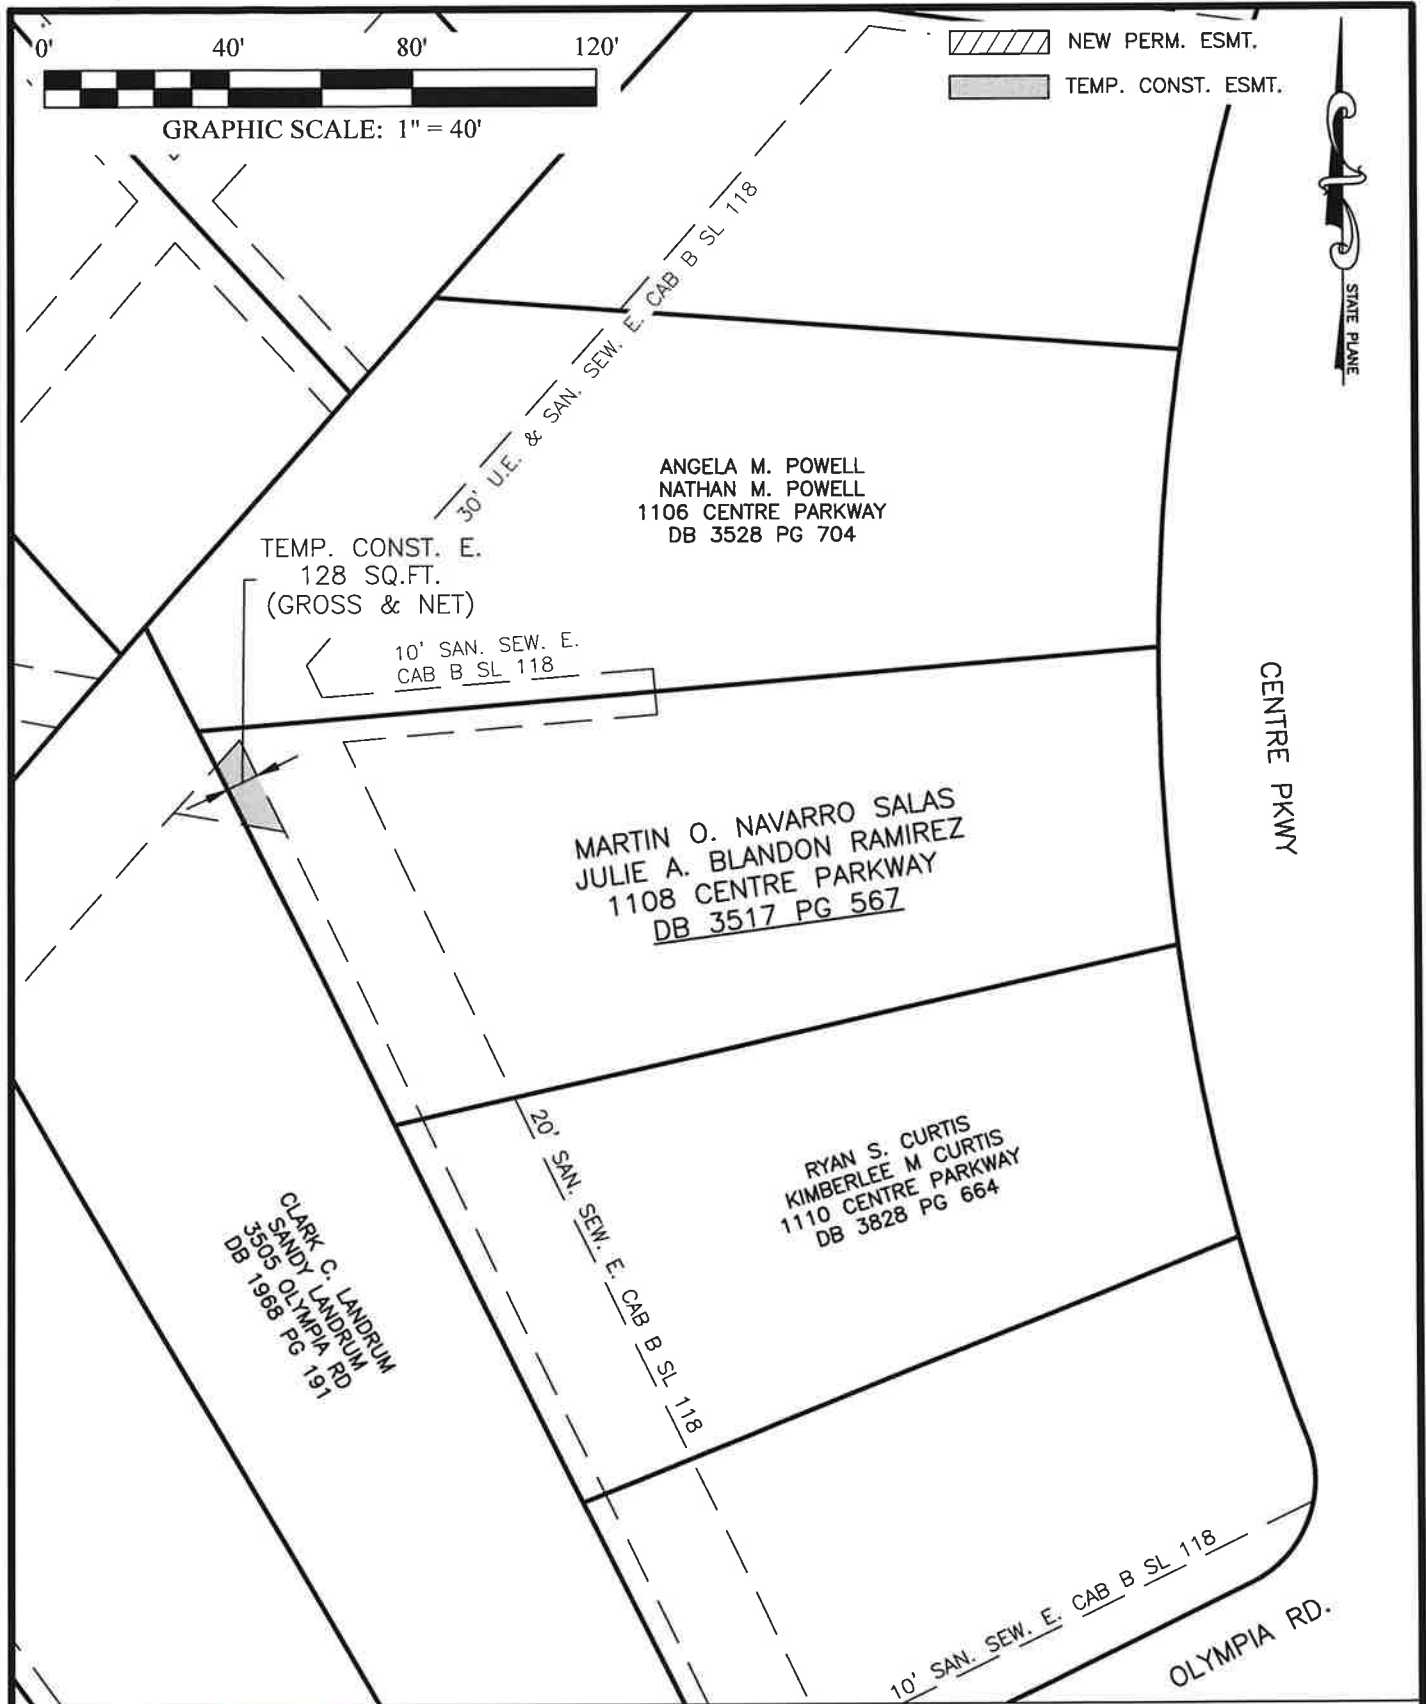 0' 40' 80' 120'
GRAPHIC SCALE: 1" = 40'
NEW PERM. ESMT.
TEMP. CONST. ESMT.
STATE PLANE
30' U.E. & SAN. SEW. E. CAB B SL 118
ANGELA M. POWELL
NATHAN M. POWELL
1106 CENTRE PARKWAY
DB 3528 PG 704
TEMP. CONST. E.
128 SQ.FT.
(GROSS & NET)
10' SAN. SEW. E.
CAB B SL 118
CENTRE PKWY
MARTIN O. NAVARRO SALAS
JULIE A. BLANDON RAMIREZ
1108 CENTRE PARKWAY
DB 3517 PG 567
20' SAN. SEW. E. CAB B SL 118
RYAN S. CURTIS
KIMBERLEE M CURTIS
1110 CENTRE PARKWAY
DB 3828 PG 664
CLARK C. LANDRUM
SANDY LANDRUM
3505 OLYMPIA RD
DB 1968 PG 191
10' SAN. SEW. E. CAB B SL 118
OLYMPIA RD.